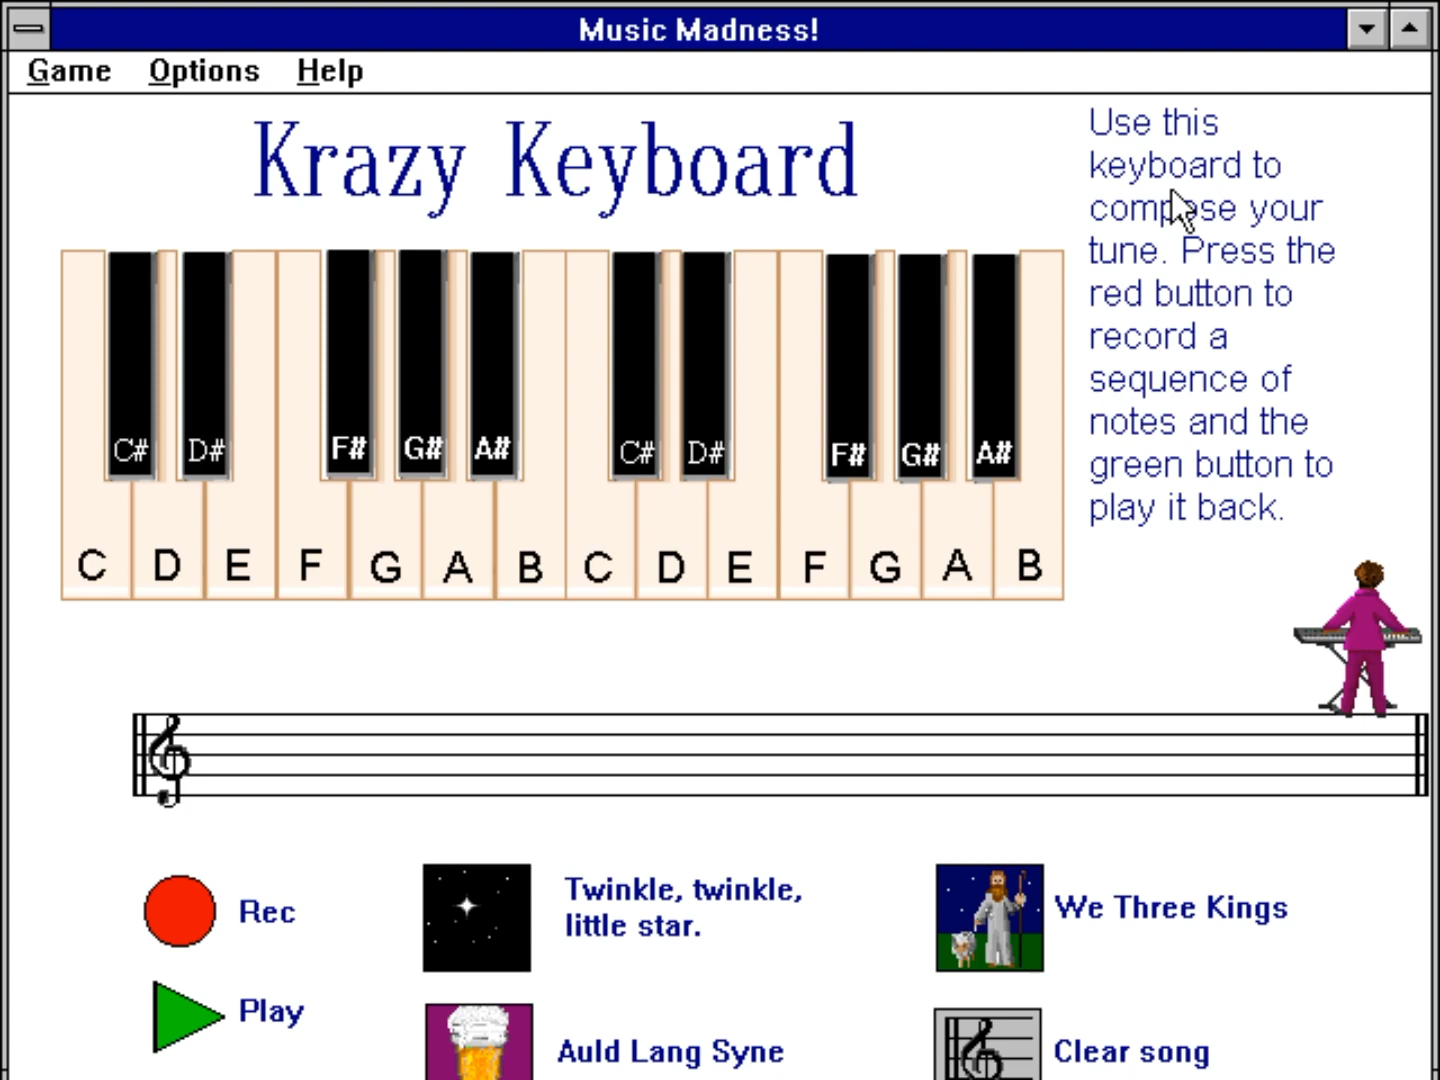 Music Madness!
Game Options Help
Krazy Keyboard
Use this
keyboard to
compose your
tune. Press the
red button to
record a
sequence of
notes and the
green button to
play it back.
C# D# F# G# A# C# D# F# G# A#
C D E F G A B C D E F G A B
Rec
Twinkle, twinkle,
little star.
We Three Kings
Play
Auld Lang Syne
Clear song